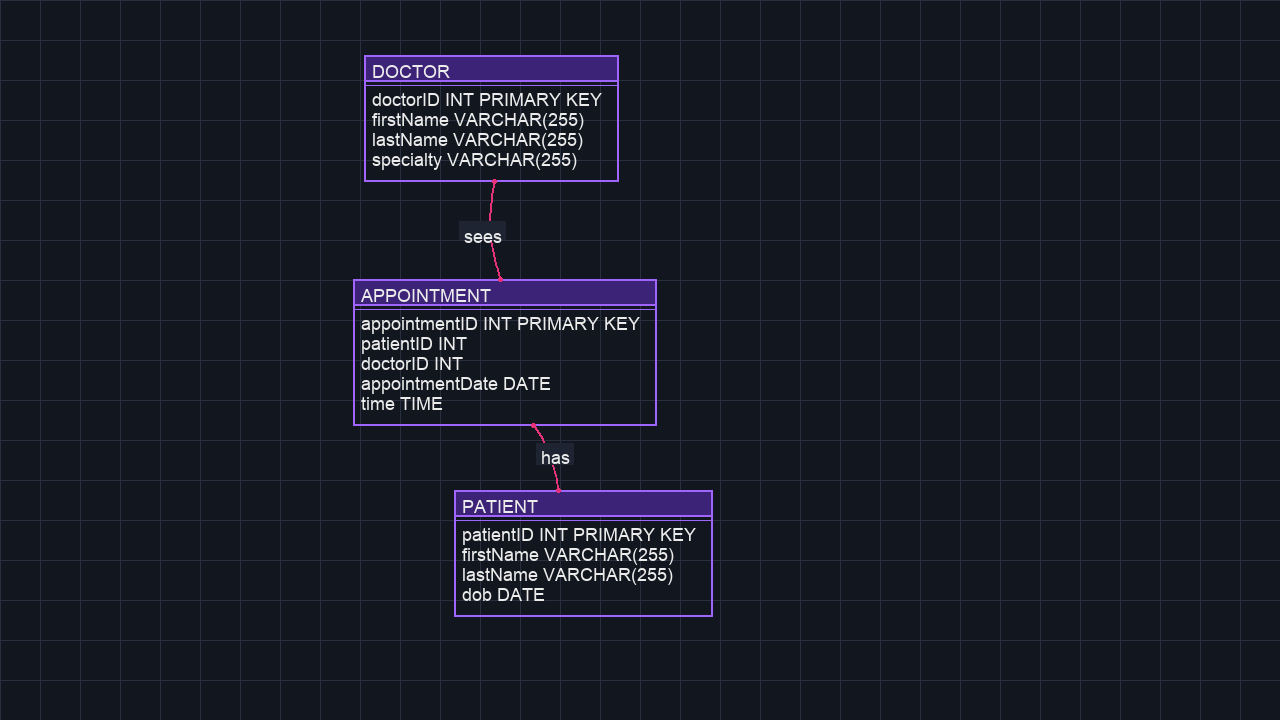 DOCTOR
doctorID INT PRIMARY KEY
firstName VARCHAR(255)
lastName VARCHAR(255)
specialty VARCHAR(255)
sees
APPOINTMENT
appointmentID INT PRIMARY KEY
patientID INT
doctorID INT
appointmentDate DATE
time TIME
has
PATIENT
patientID INT PRIMARY KEY
firstName VARCHAR(255)
lastName VARCHAR(255)
dob DATE